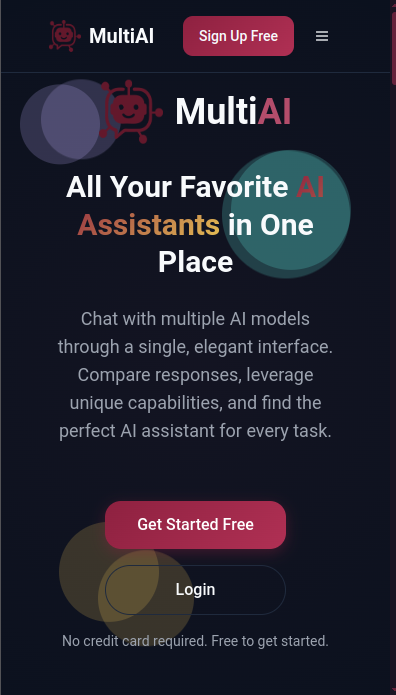 MultiAI
Sign Up Free
MultiAI
All Your Favorite AI
Assistants in One
Place
Chat with multiple AI models
through a single, elegant interface.
Compare responses, leverage
unique capabilities, and find the
perfect AI assistant for every task.
Get Started Free
Login
No credit card required. Free to get started.